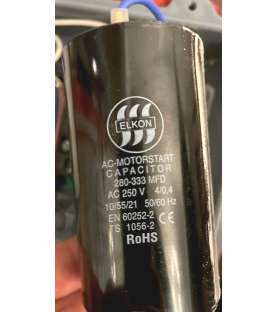 ELKON
AC-MOTORSTART
CAPACITOR
280-333 MFD
AC 250 V 4/0,4
10/55/21 50/60 Hz
EN 60252-2 CE
TS 1056-2
RoHS